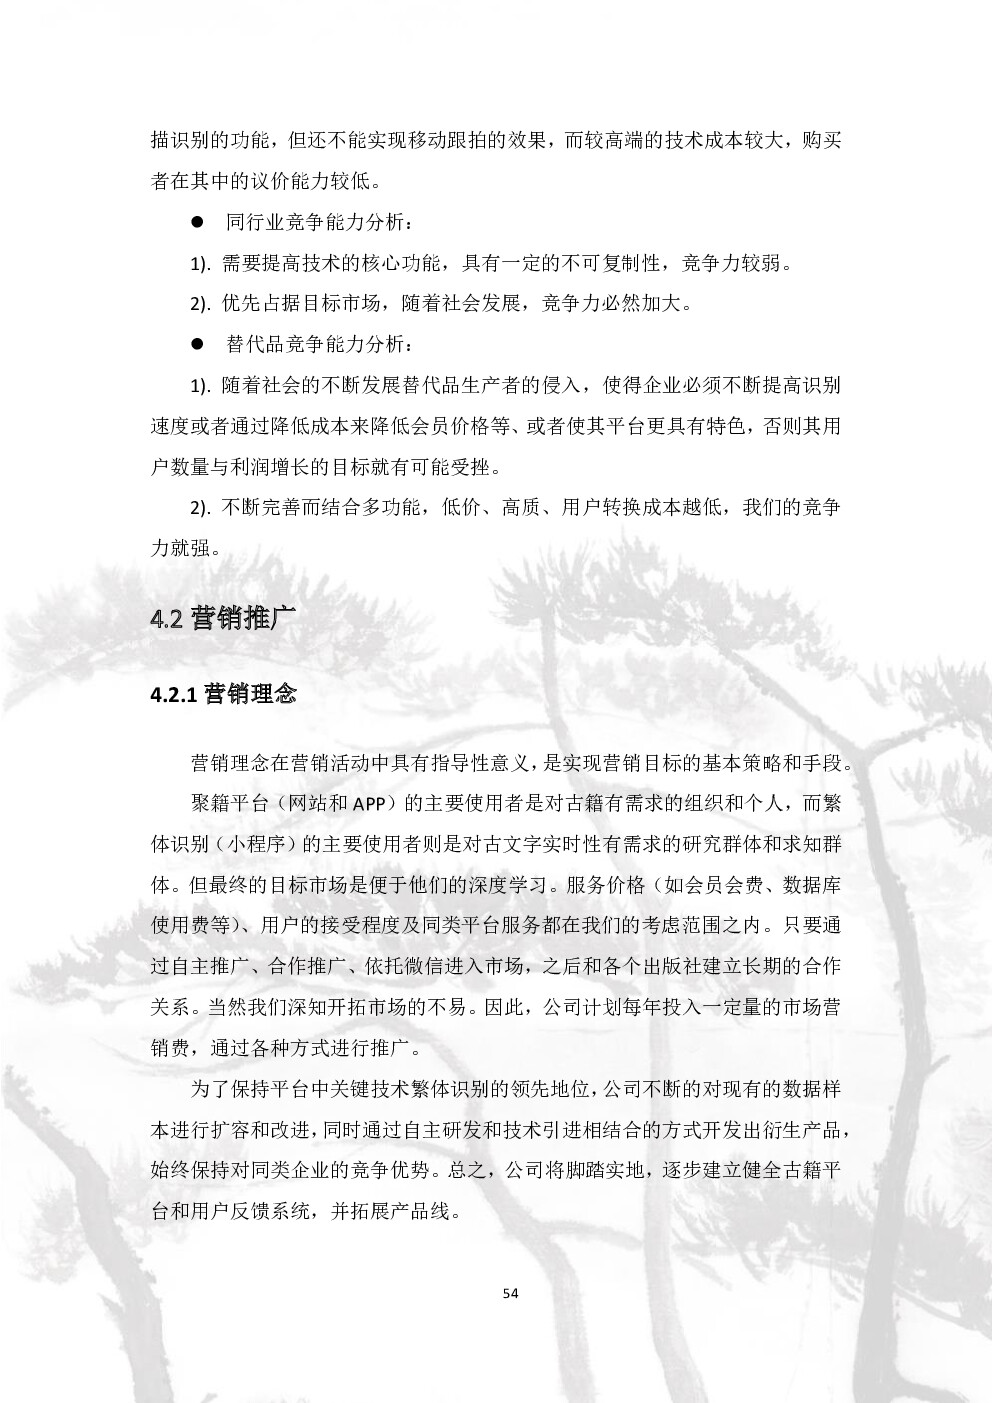 描识别的功能，但还不能实现移动跟拍的效果，而较高端的技术成本较大，购买
者在其中的议价能力较低。
● 同行业竞争能力分析：
1). 需要提高技术的核心功能，具有一定的不可复制性，竞争力较弱。
2). 优先占据目标市场，随着社会发展，竞争力必然加大。
● 替代品竞争能力分析：
1). 随着社会的不断发展替代品生产者的侵入，使得企业必须不断提高识别
速度或者通过降低成本来降低会员价格等、或者使其平台更具有特色，否则其用
户数量与利润增长的目标就有可能受挫。
2). 不断完善而结合多功能，低价、高质、用户转换成本越低，我们的竞争
力就强。
4.2 营销推广
4.2.1 营销理念
营销理念在营销活动中具有指导性意义，是实现营销目标的基本策略和手段。
聚籍平台（网站和 APP）的主要使用者是对古籍有需求的组织和个人，而繁
体识别（小程序）的主要使用者则是对古文字实时性有需求的研究群体和求知群
体。但最终的目标市场是便于他们的深度学习。服务价格（如会员会费、数据库
使用费等）、用户的接受程度及同类平台服务都在我们的考虑范围之内。只要通
过自主推广、合作推广、依托微信进入市场，之后和各个出版社建立长期的合作
关系。当然我们深知开拓市场的不易。因此，公司计划每年投入一定量的市场营
销费，通过各种方式进行推广。
为了保持平台中关键技术繁体识别的领先地位，公司不断的对现有的数据样
本进行扩容和改进，同时通过自主研发和技术引进相结合的方式开发出衍生产品，
始终保持对同类企业的竞争优势。总之，公司将脚踏实地，逐步建立健全古籍平
台和用户反馈系统，并拓展产品线。
54